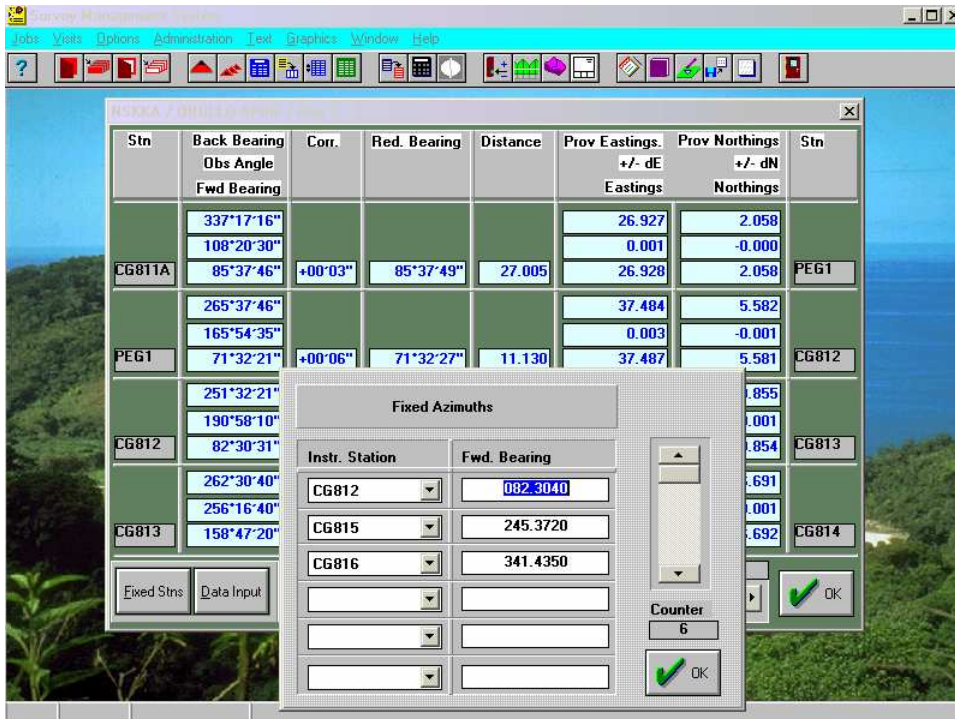 Survey Management System
Jobs Visits Options Administration Text Graphics Window Help
NSKKA /
Stn Back Bearing Corr. Red. Bearing Distance Prov Eastings. Prov Northings Stn
Obs Angle +/- dE +/- dN
Fwd Bearing Eastings Northings
337°17'16" 26.927 2.058
108°20'30" 0.001 -0.000
CG811A 85°37'46" +00'03" 85°37'49" 27.005 26.928 2.058 PEG1
265°37'46" 37.484 5.582
165°54'35" 0.003 -0.001
PEG1 71°32'21" +00'06" 71°32'27" 11.130 37.487 5.581 CG812
251°32'21" .855
190°58'10" .001
CG812 82°30'31" .854 CG813
262°30'40" .691
256°16'40" .001
CG813 158°47'20" .692 CG814
Fixed Stns Data Input OK
Fixed Azimuths
Instr. Station Fwd. Bearing
CG812 082.3040
CG815 245.3720
CG816 341.4350
Counter
6
OK